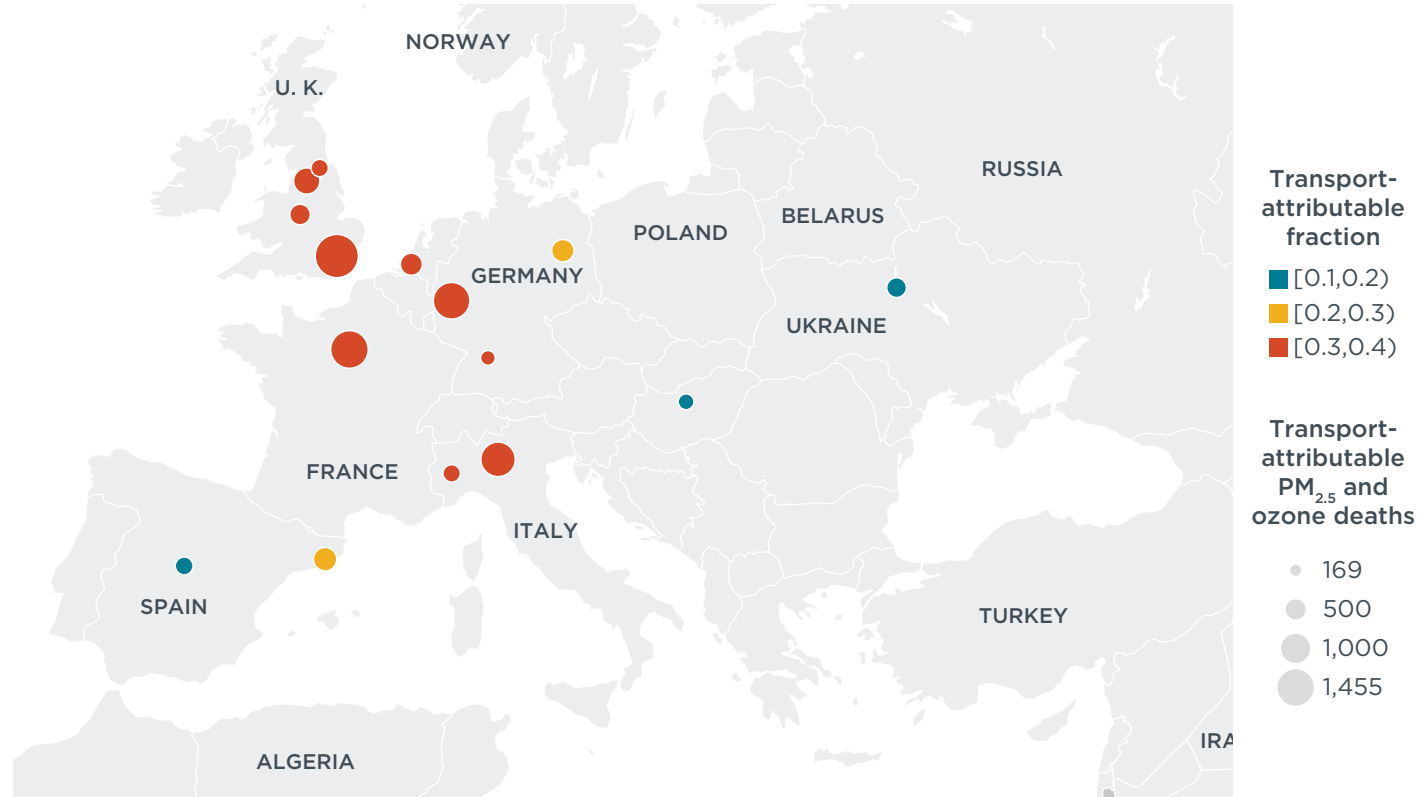 NORWAY
U. K.
RUSSIA
BELARUS
POLAND
GERMANY
UKRAINE
FRANCE
ITALY
SPAIN
TURKEY
IRA
ALGERIA
Transport-
attributable
fraction
[0.1,0.2)
[0.2,0.3)
[0.3,0.4)
Transport-
attributable
PM2.5 and
ozone deaths
169
500
1,000
1,455